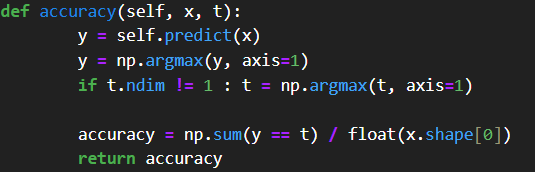 def accuracy(self, x, t):
        y = self.predict(x)
        y = np.argmax(y, axis=1)
        if t.ndim != 1 : t = np.argmax(t, axis=1)

        accuracy = np.sum(y == t) / float(x.shape[0])
        return accuracy